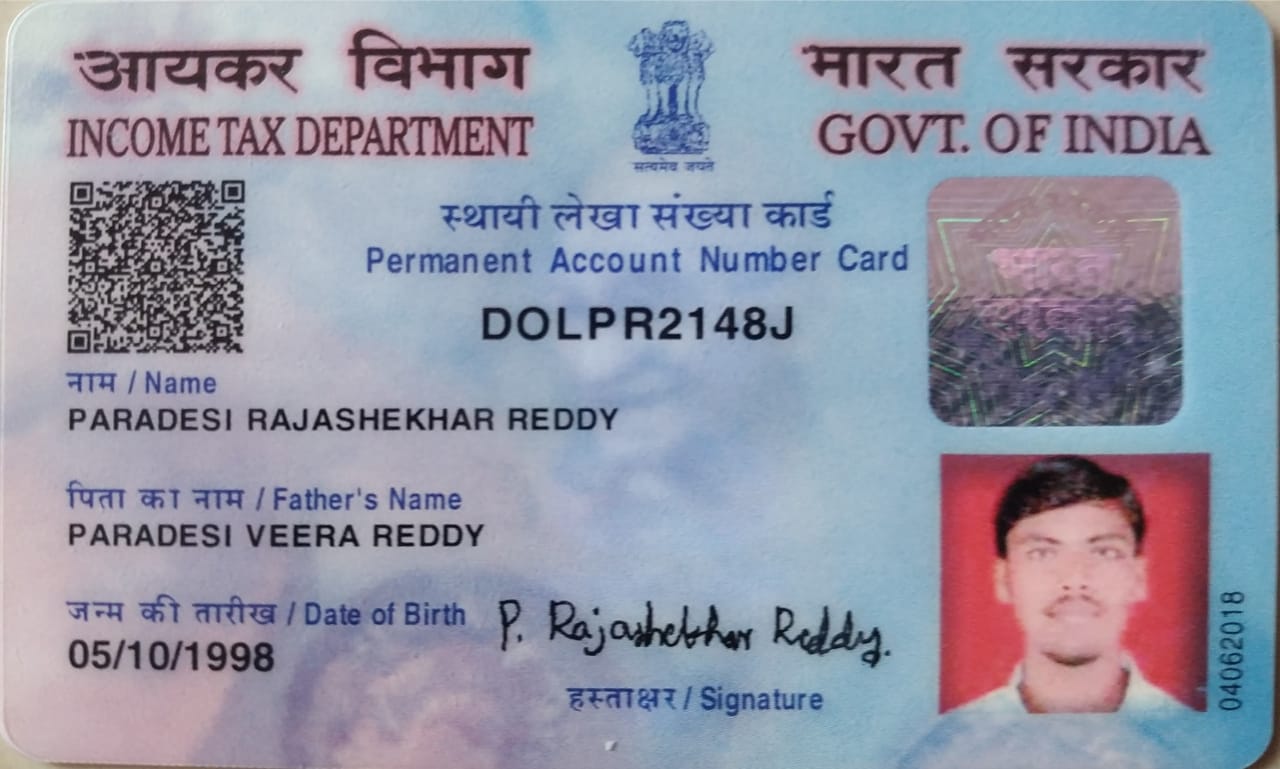 आयकर विभाग
INCOME TAX DEPARTMENT
सत्यमेव जयते
भारत सरकार
GOVT. OF INDIA
स्थायी लेखा संख्या कार्ड
Permanent Account Number Card
DOLPR2148J
नाम / Name
PARADESI RAJASHEKHAR REDDY
पिता का नाम / Father's Name
PARADESI VEERA REDDY
जन्म की तारीख / Date of Birth
05/10/1998
P. Rajashekhar Reddy.
हस्ताक्षर / Signature
भारत
04062018